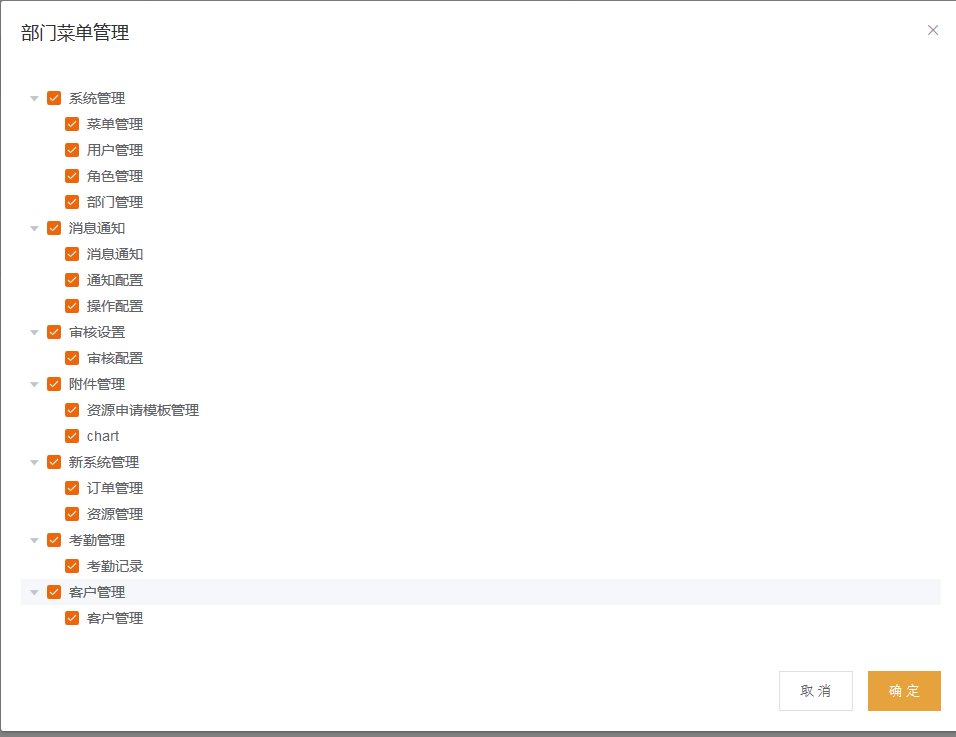 部门菜单管理
系统管理
菜单管理
用户管理
角色管理
部门管理
消息通知
消息通知
通知配置
操作配置
审核设置
审核配置
附件管理
资源申请模板管理
chart
新系统管理
订单管理
资源管理
考勤管理
考勤记录
客户管理
客户管理
取 消
确 定